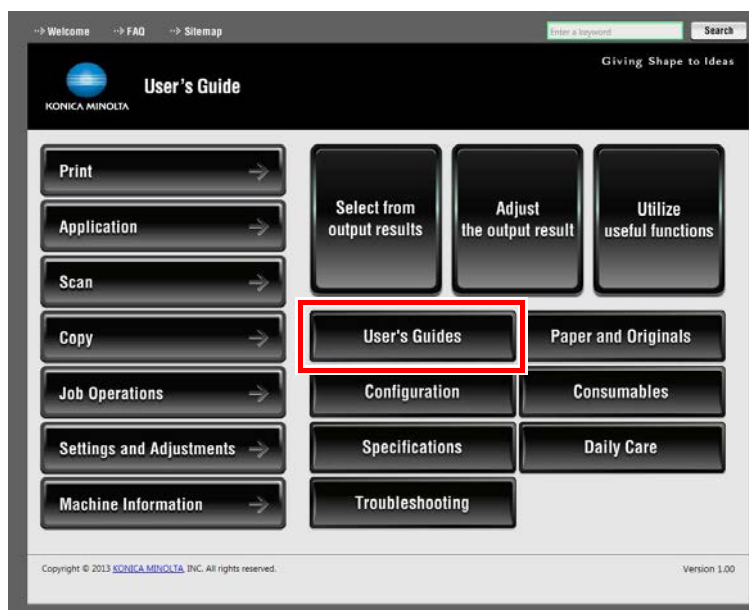 Welcome FAQ Sitemap
Enter a keyword Search
Giving Shape to Ideas
KONICA MINOLTA
User's Guide
Print
Application
Scan
Copy
Job Operations
Settings and Adjustments
Machine Information
Select from
output results
Adjust
the output result
Utilize
useful functions
User's Guides
Paper and Originals
Configuration
Consumables
Specifications
Daily Care
Troubleshooting
Copyright © 2013 KONICA MINOLTA, INC. All rights reserved.
Version 1.00